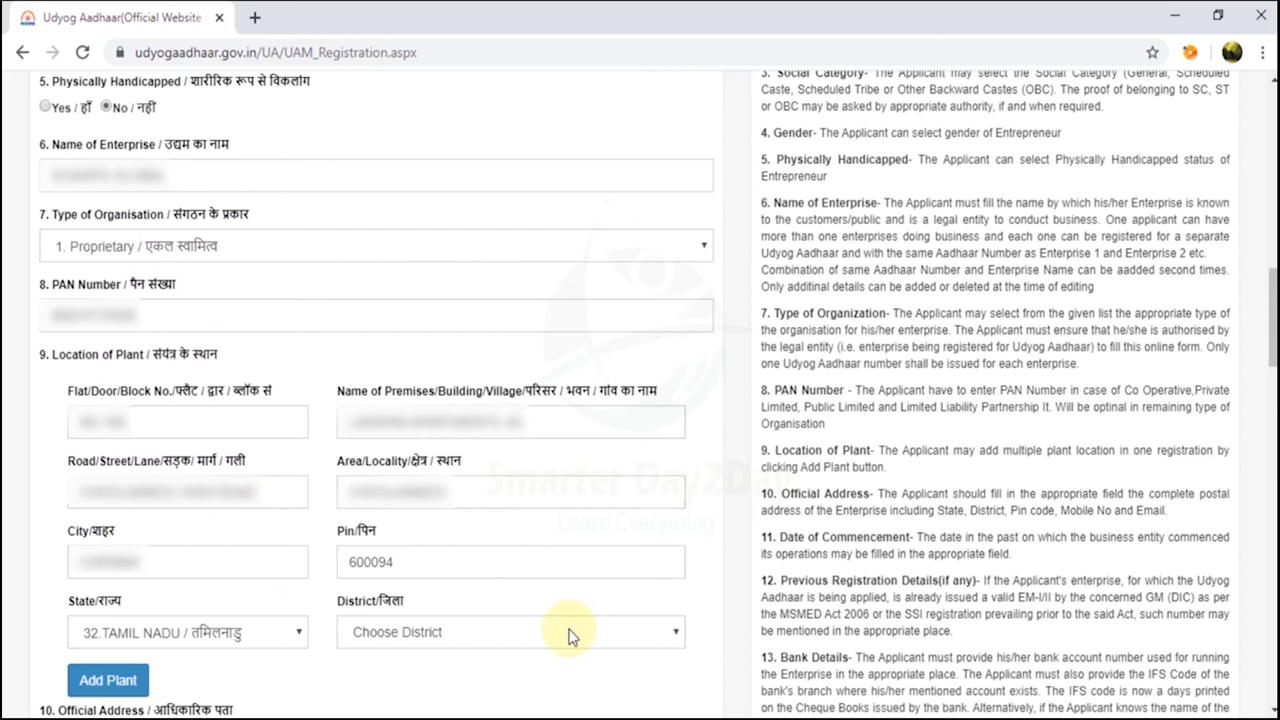 Udyog Aadhaar(Official Website
udyogaadhaar.gov.in/UA/UAM_Registration.aspx
5. Physically Handicapped / शारीरिक रूप से विकलांग
Yes / हाँ No / नहीं
6. Name of Enterprise / उद्यम का नाम
7. Type of Organisation / संगठन के प्रकार
1. Proprietary / एकल स्वामित्व
8. PAN Number / पैन संख्या
9. Location of Plant / संयंत्र के स्थान
Flat/Door/Block No./फ्लैट / द्वार / ब्लॉक सं
Name of Premises/Building/Village/परिसर / भवन / गांव का नाम
Road/Street/Lane/सड़क/ मार्ग / गली
Area/Locality/क्षेत्र / स्थान
City/शहर
Pin/पिन
600094
State/राज्य
District/जिला
32.TAMIL NADU / तमिलनाडु
Choose District
Add Plant
10. Official Address / आधिकारिक पता
3. Social Category- The Applicant may select the Social Category (General, Scheduled
Caste, Scheduled Tribe or Other Backward Castes (OBC). The proof of belonging to SC, ST
or OBC may be asked by appropriate authority, if and when required.
4. Gender- The Applicant can select gender of Entrepreneur
5. Physically Handicapped- The Applicant can select Physically Handicapped status of
Entrepreneur
6. Name of Enterprise- The Applicant must fill the name by which his/her Enterprise is known
to the customers/public and is a legal entity to conduct business. One applicant can have
more than one enterprises doing business and each one can be registered for a separate
Udyog Aadhaar and with the same Aadhaar Number as Enterprise 1 and Enterprise 2 etc.
Combination of same Aadhaar Number and Enterprise Name can be aadded second times.
Only additinal details can be added or deleted at the time of editing
7. Type of Organization- The Applicant may select from the given list the appropriate type of
the organisation for his/her enterprise. The Applicant must ensure that he/she is authorised by
the legal entity (i.e. enterprise being registered for Udyog Aadhaar) to fill this online form. Only
one Udyog Aadhaar number shall be issued for each enterprise.
8. PAN Number - The Applicant have to enter PAN Number in case of Co Operative,Private
Limited, Public Limited and Limited Liability Partnership It. Will be optinal in remaining type of
Organisation
9. Location of Plant- The Applicant may add multiple plant location in one registration by
clicking Add Plant button.
10. Official Address- The Applicant should fill in the appropriate field the complete postal
address of the Enterprise including State, District, Pin code, Mobile No and Email.
11. Date of Commencement- The date in the past on which the business entity commenced
its operations may be filled in the appropriate field.
12. Previous Registration Details(if any)- If the Applicant's enterprise, for which the Udyog
Aadhaar is being applied, is already issued a valid EM-I/II by the concerned GM (DIC) as per
the MSMED Act 2006 or the SSI registration prevailing prior to the said Act, such number may
be mentioned in the appropriate place.
13. Bank Details- The Applicant must provide his/her bank account number used for running
the Enterprise in the appropriate place. The Applicant must also provide the IFS Code of the
bank's branch where his/her mentioned account exists. The IFS code is now a days printed
on the Cheque Books issued by the bank. Alternatively, if the Applicant knows the name of the
Smarter Day2Day
Learn Everything